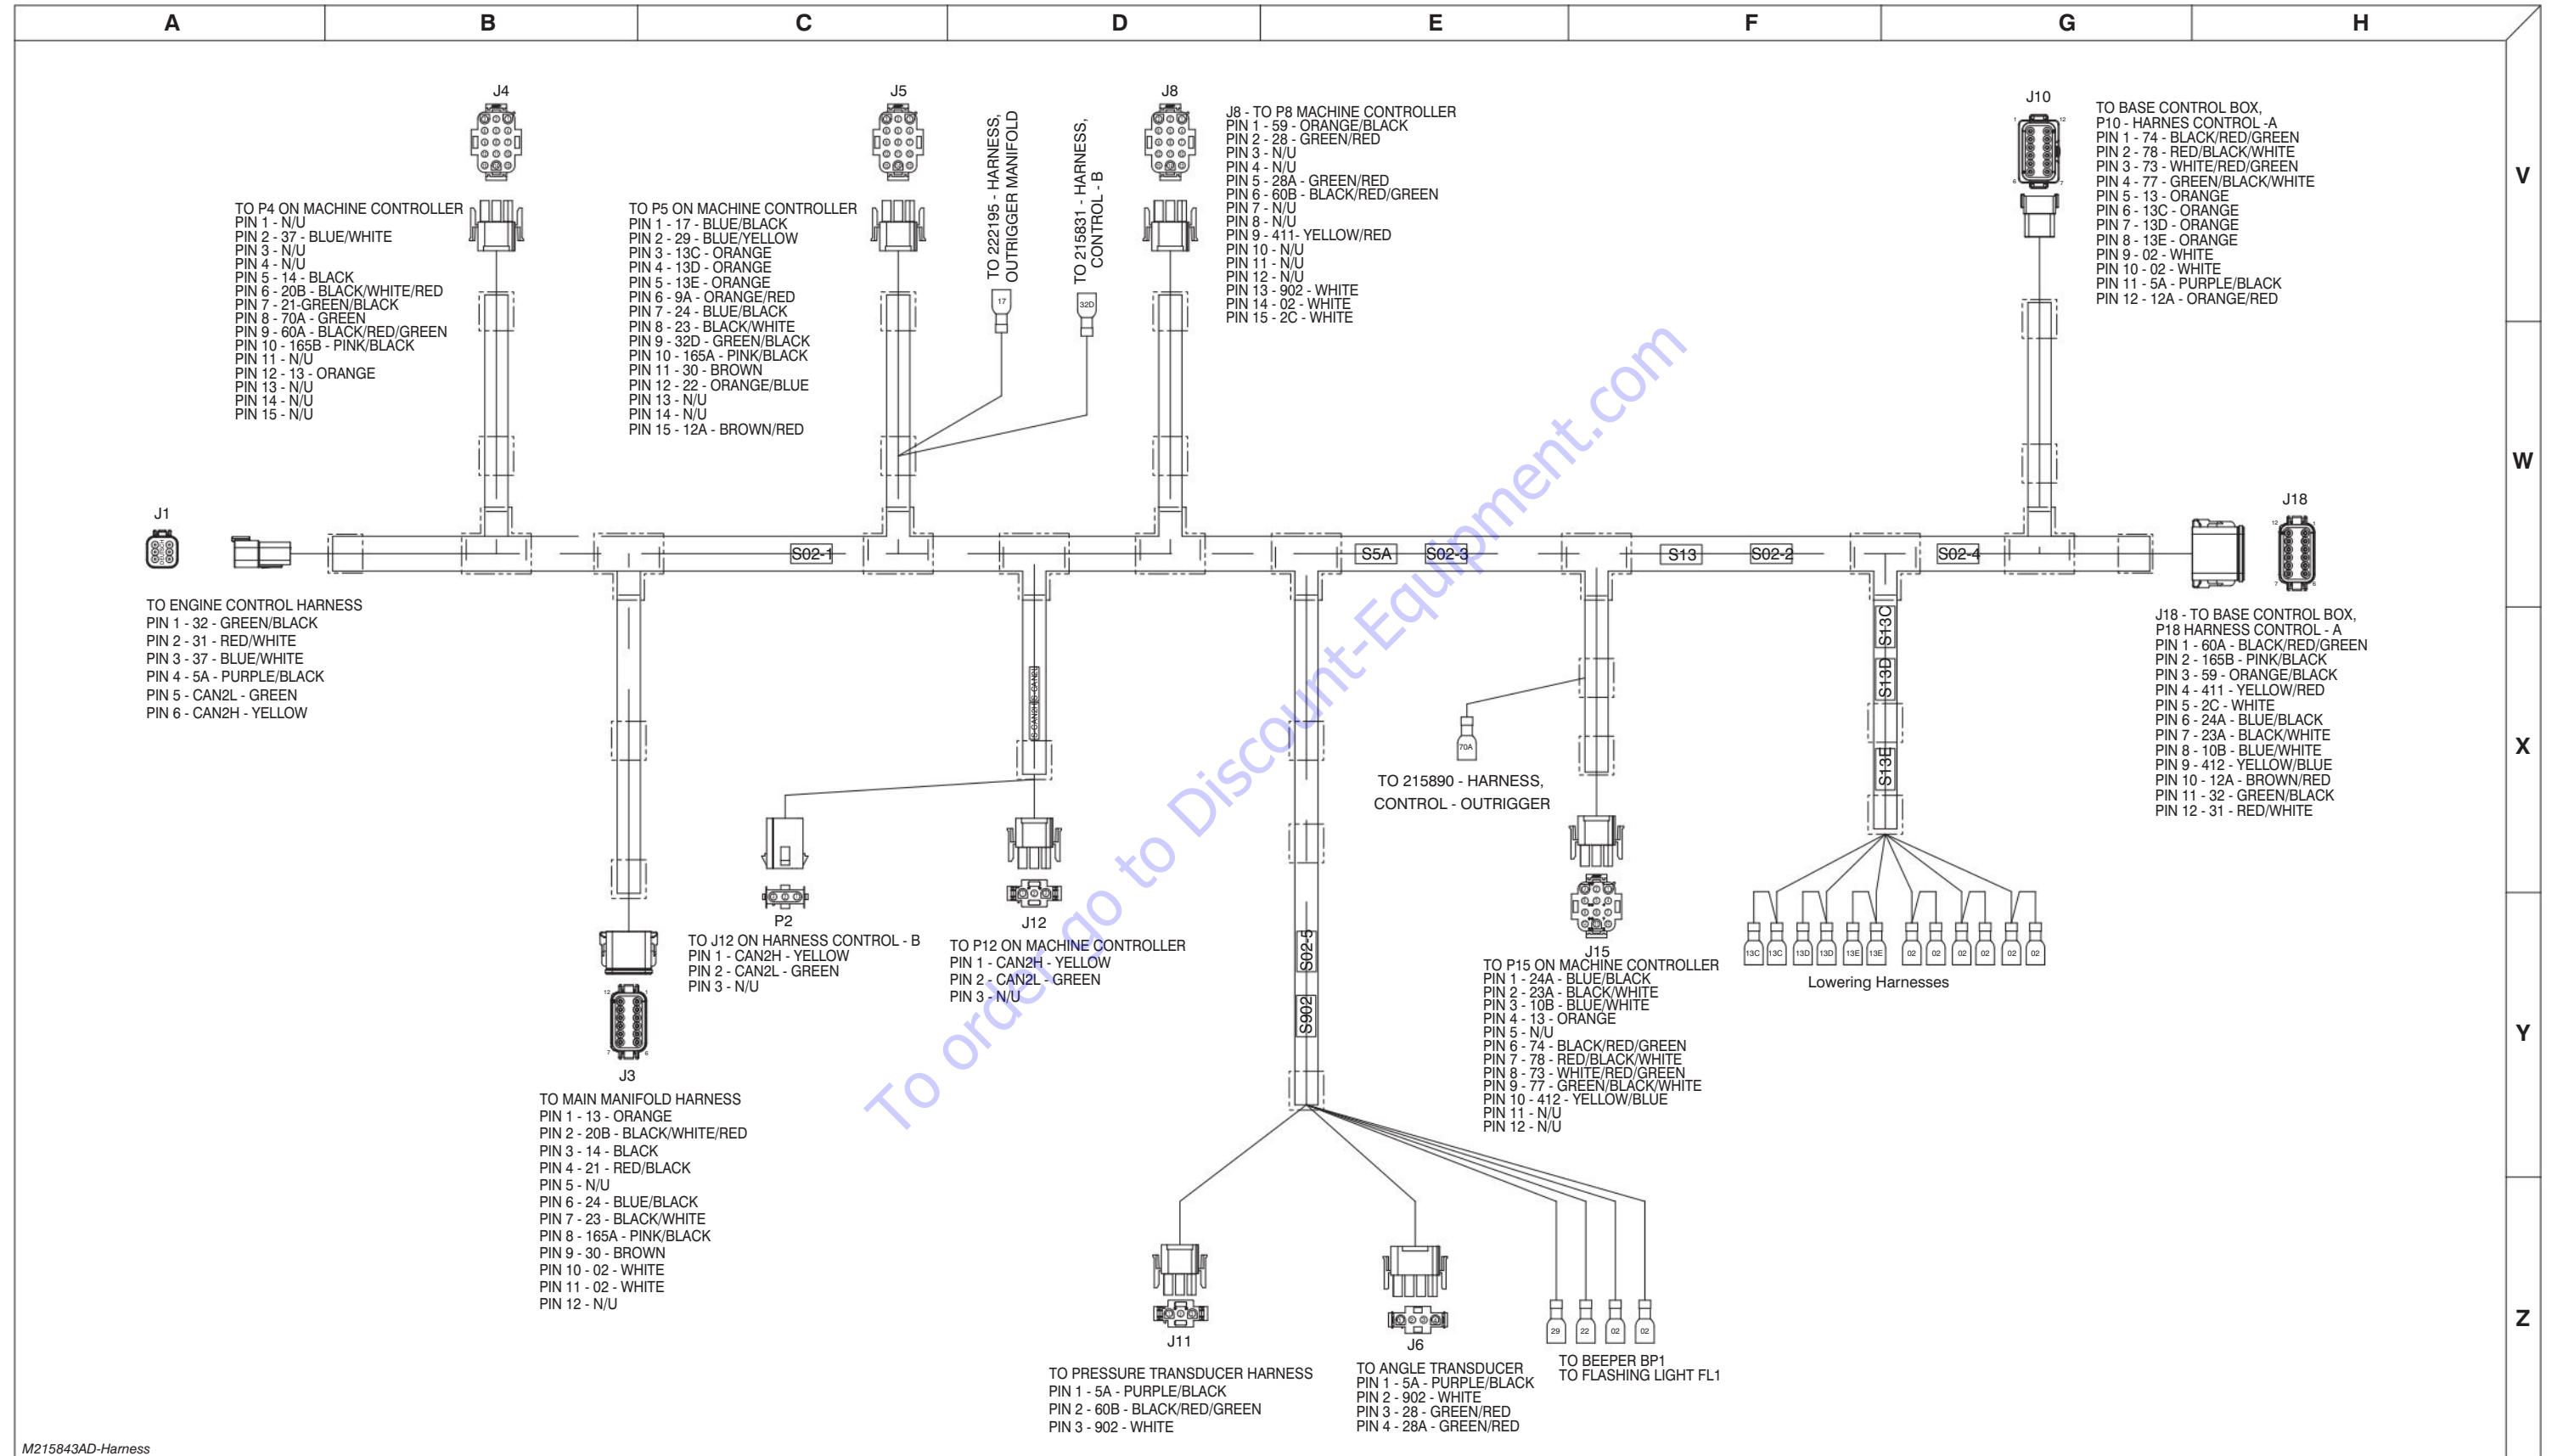 A B C D E F G H
V
W
X
Y
Z
J4
TO P4 ON MACHINE CONTROLLER
PIN 1 - N/U
PIN 2 - 37 - BLUE/WHITE
PIN 3 - N/U
PIN 4 - N/U
PIN 5 - 14 - BLACK
PIN 6 - 20B - BLACK/WHITE/RED
PIN 7 - 21-GREEN/BLACK
PIN 8 - 70A - GREEN
PIN 9 - 60A - BLACK/RED/GREEN
PIN 10 - 165B - PINK/BLACK
PIN 11 - N/U
PIN 12 - 13 - ORANGE
PIN 13 - N/U
PIN 14 - N/U
PIN 15 - N/U
J5
TO P5 ON MACHINE CONTROLLER
PIN 1 - 17 - BLUE/BLACK
PIN 2 - 29 - BLUE/YELLOW
PIN 3 - 13C - ORANGE
PIN 4 - 13D - ORANGE
PIN 5 - 13E - ORANGE
PIN 6 - 9A - ORANGE/RED
PIN 7 - 24 - BLUE/BLACK
PIN 8 - 23 - BLACK/WHITE
PIN 9 - 32D - GREEN/BLACK
PIN 10 - 165A - PINK/BLACK
PIN 11 - 30 - BROWN
PIN 12 - 22 - ORANGE/BLUE
PIN 13 - N/U
PIN 14 - N/U
PIN 15 - 12A - BROWN/RED
TO 222195 - HARNESS,
OUTRIGGER MANIFOLD
17
TO 215831 - HARNESS,
CONTROL - B
32D
J8
J8 - TO P8 MACHINE CONTROLLER
PIN 1 - 59 - ORANGE/BLACK
PIN 2 - 28 - GREEN/RED
PIN 3 - N/U
PIN 4 - N/U
PIN 5 - 28A - GREEN/RED
PIN 6 - 60B - BLACK/RED/GREEN
PIN 7 - N/U
PIN 8 - N/U
PIN 9 - 411- YELLOW/RED
PIN 10 - N/U
PIN 11 - N/U
PIN 12 - N/U
PIN 13 - 902 - WHITE
PIN 14 - 02 - WHITE
PIN 15 - 2C - WHITE
J10
1 12
6 7
TO BASE CONTROL BOX,
P10 - HARNES CONTROL -A
PIN 1 - 74 - BLACK/RED/GREEN
PIN 2 - 78 - RED/BLACK/WHITE
PIN 3 - 73 - WHITE/RED/GREEN
PIN 4 - 77 - GREEN/BLACK/WHITE
PIN 5 - 13 - ORANGE
PIN 6 - 13C - ORANGE
PIN 7 - 13D - ORANGE
PIN 8 - 13E - ORANGE
PIN 9 - 02 - WHITE
PIN 10 - 02 - WHITE
PIN 11 - 5A - PURPLE/BLACK
PIN 12 - 12A - ORANGE/RED
J1
TO ENGINE CONTROL HARNESS
PIN 1 - 32 - GREEN/BLACK
PIN 2 - 31 - RED/WHITE
PIN 3 - 37 - BLUE/WHITE
PIN 4 - 5A - PURPLE/BLACK
PIN 5 - CAN2L - GREEN
PIN 6 - CAN2H - YELLOW
S02-1
S5A
S02-3
S13
S02-2
S02-4
J18
12 1
7 6
J18 - TO BASE CONTROL BOX,
P18 HARNESS CONTROL - A
PIN 1 - 60A - BLACK/RED/GREEN
PIN 2 - 165B - PINK/BLACK
PIN 3 - 59 - ORANGE/BLACK
PIN 4 - 411 - YELLOW/RED
PIN 5 - 2C - WHITE
PIN 6 - 24A - BLUE/BLACK
PIN 7 - 23A - BLACK/WHITE
PIN 8 - 10B - BLUE/WHITE
PIN 9 - 412 - YELLOW/BLUE
PIN 10 - 12A - BROWN/RED
PIN 11 - 32 - GREEN/BLACK
PIN 12 - 31 - RED/WHITE
S-CAN2H
S-CAN2L
S13C
S13D
S13E
70A
TO 215890 - HARNESS,
CONTROL - OUTRIGGER
P2
TO J12 ON HARNESS CONTROL - B
PIN 1 - CAN2H - YELLOW
PIN 2 - CAN2L - GREEN
PIN 3 - N/U
J12
TO P12 ON MACHINE CONTROLLER
PIN 1 - CAN2H - YELLOW
PIN 2 - CAN2L - GREEN
PIN 3 - N/U
S02-5
S902
J15
TO P15 ON MACHINE CONTROLLER
PIN 1 - 24A - BLUE/BLACK
PIN 2 - 23A - BLACK/WHITE
PIN 3 - 10B - BLUE/WHITE
PIN 4 - 13 - ORANGE
PIN 5 - N/U
PIN 6 - 74 - BLACK/RED/GREEN
PIN 7 - 78 - RED/BLACK/WHITE
PIN 8 - 73 - WHITE/RED/GREEN
PIN 9 - 77 - GREEN/BLACK/WHITE
PIN 10 - 412 - YELLOW/BLUE
PIN 11 - N/U
PIN 12 - N/U
13C 13C 13D 13D 13E 13E 02 02 02 02 02 02
Lowering Harnesses
12 1
7 6
J3
TO MAIN MANIFOLD HARNESS
PIN 1 - 13 - ORANGE
PIN 2 - 20B - BLACK/WHITE/RED
PIN 3 - 14 - BLACK
PIN 4 - 21 - RED/BLACK
PIN 5 - N/U
PIN 6 - 24 - BLUE/BLACK
PIN 7 - 23 - BLACK/WHITE
PIN 8 - 165A - PINK/BLACK
PIN 9 - 30 - BROWN
PIN 10 - 02 - WHITE
PIN 11 - 02 - WHITE
PIN 12 - N/U
J11
TO PRESSURE TRANSDUCER HARNESS
PIN 1 - 5A - PURPLE/BLACK
PIN 2 - 60B - BLACK/RED/GREEN
PIN 3 - 902 - WHITE
J6
TO ANGLE TRANSDUCER
PIN 1 - 5A - PURPLE/BLACK
PIN 2 - 902 - WHITE
PIN 3 - 28 - GREEN/RED
PIN 4 - 28A - GREEN/RED
29 22 02 02
TO BEEPER BP1
TO FLASHING LIGHT FL1
To order go to Discount-Equipment.com
M215843AD-Harness